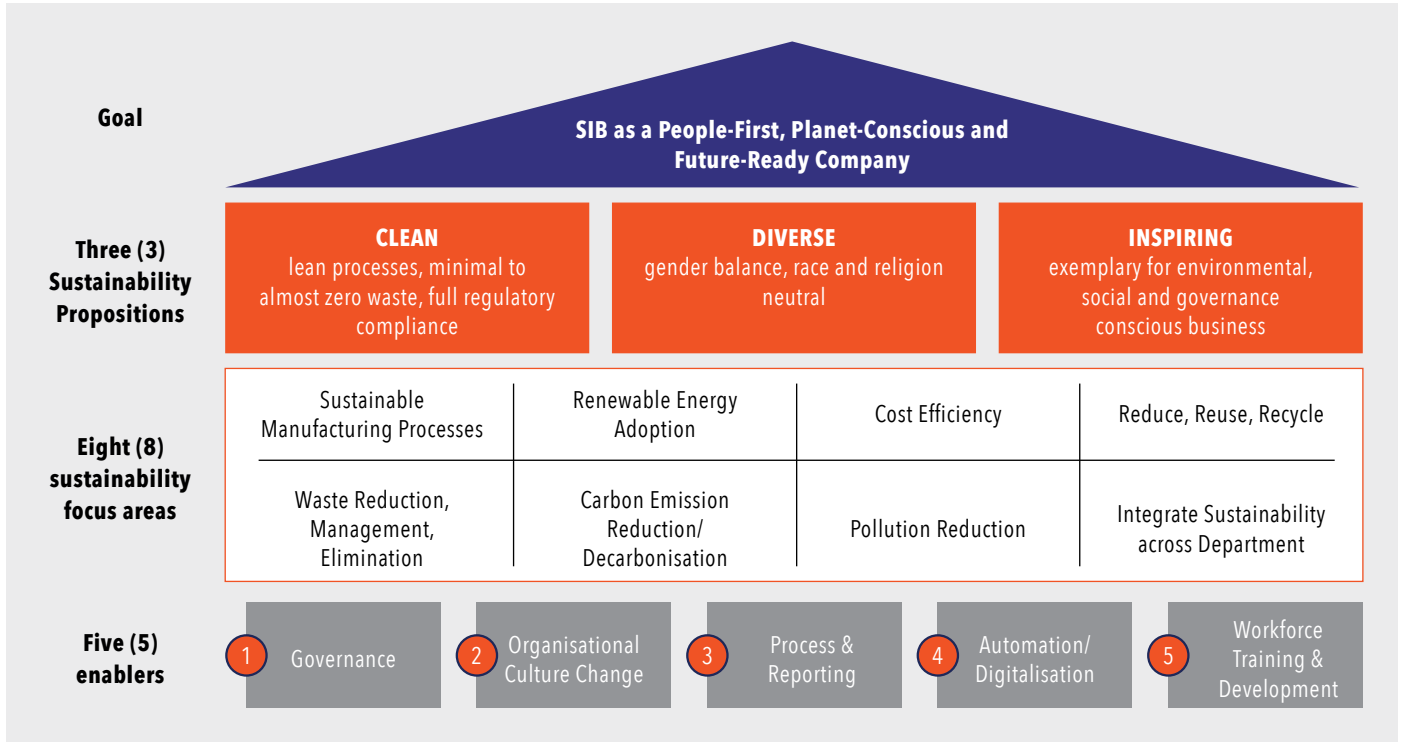 Goal
SIB as a People-First, Planet-Conscious and
Future-Ready Company
Three (3)
Sustainability
Propositions
CLEAN
lean processes, minimal to
almost zero waste, full regulatory
compliance
DIVERSE
gender balance, race and religion
neutral
INSPIRING
exemplary for environmental,
social and governance
conscious business
Eight (8)
sustainability
focus areas
Sustainable
Manufacturing Processes
Renewable Energy
Adoption
Cost Efficiency
Reduce, Reuse, Recycle
Waste Reduction,
Management,
Elimination
Carbon Emission
Reduction/
Decarbonisation
Pollution Reduction
Integrate Sustainability
across Department
Five (5)
enablers
1
Governance
2
Organisational
Culture Change
3
Process &
Reporting
4
Automation/
Digitalisation
5
Workforce
Training &
Development